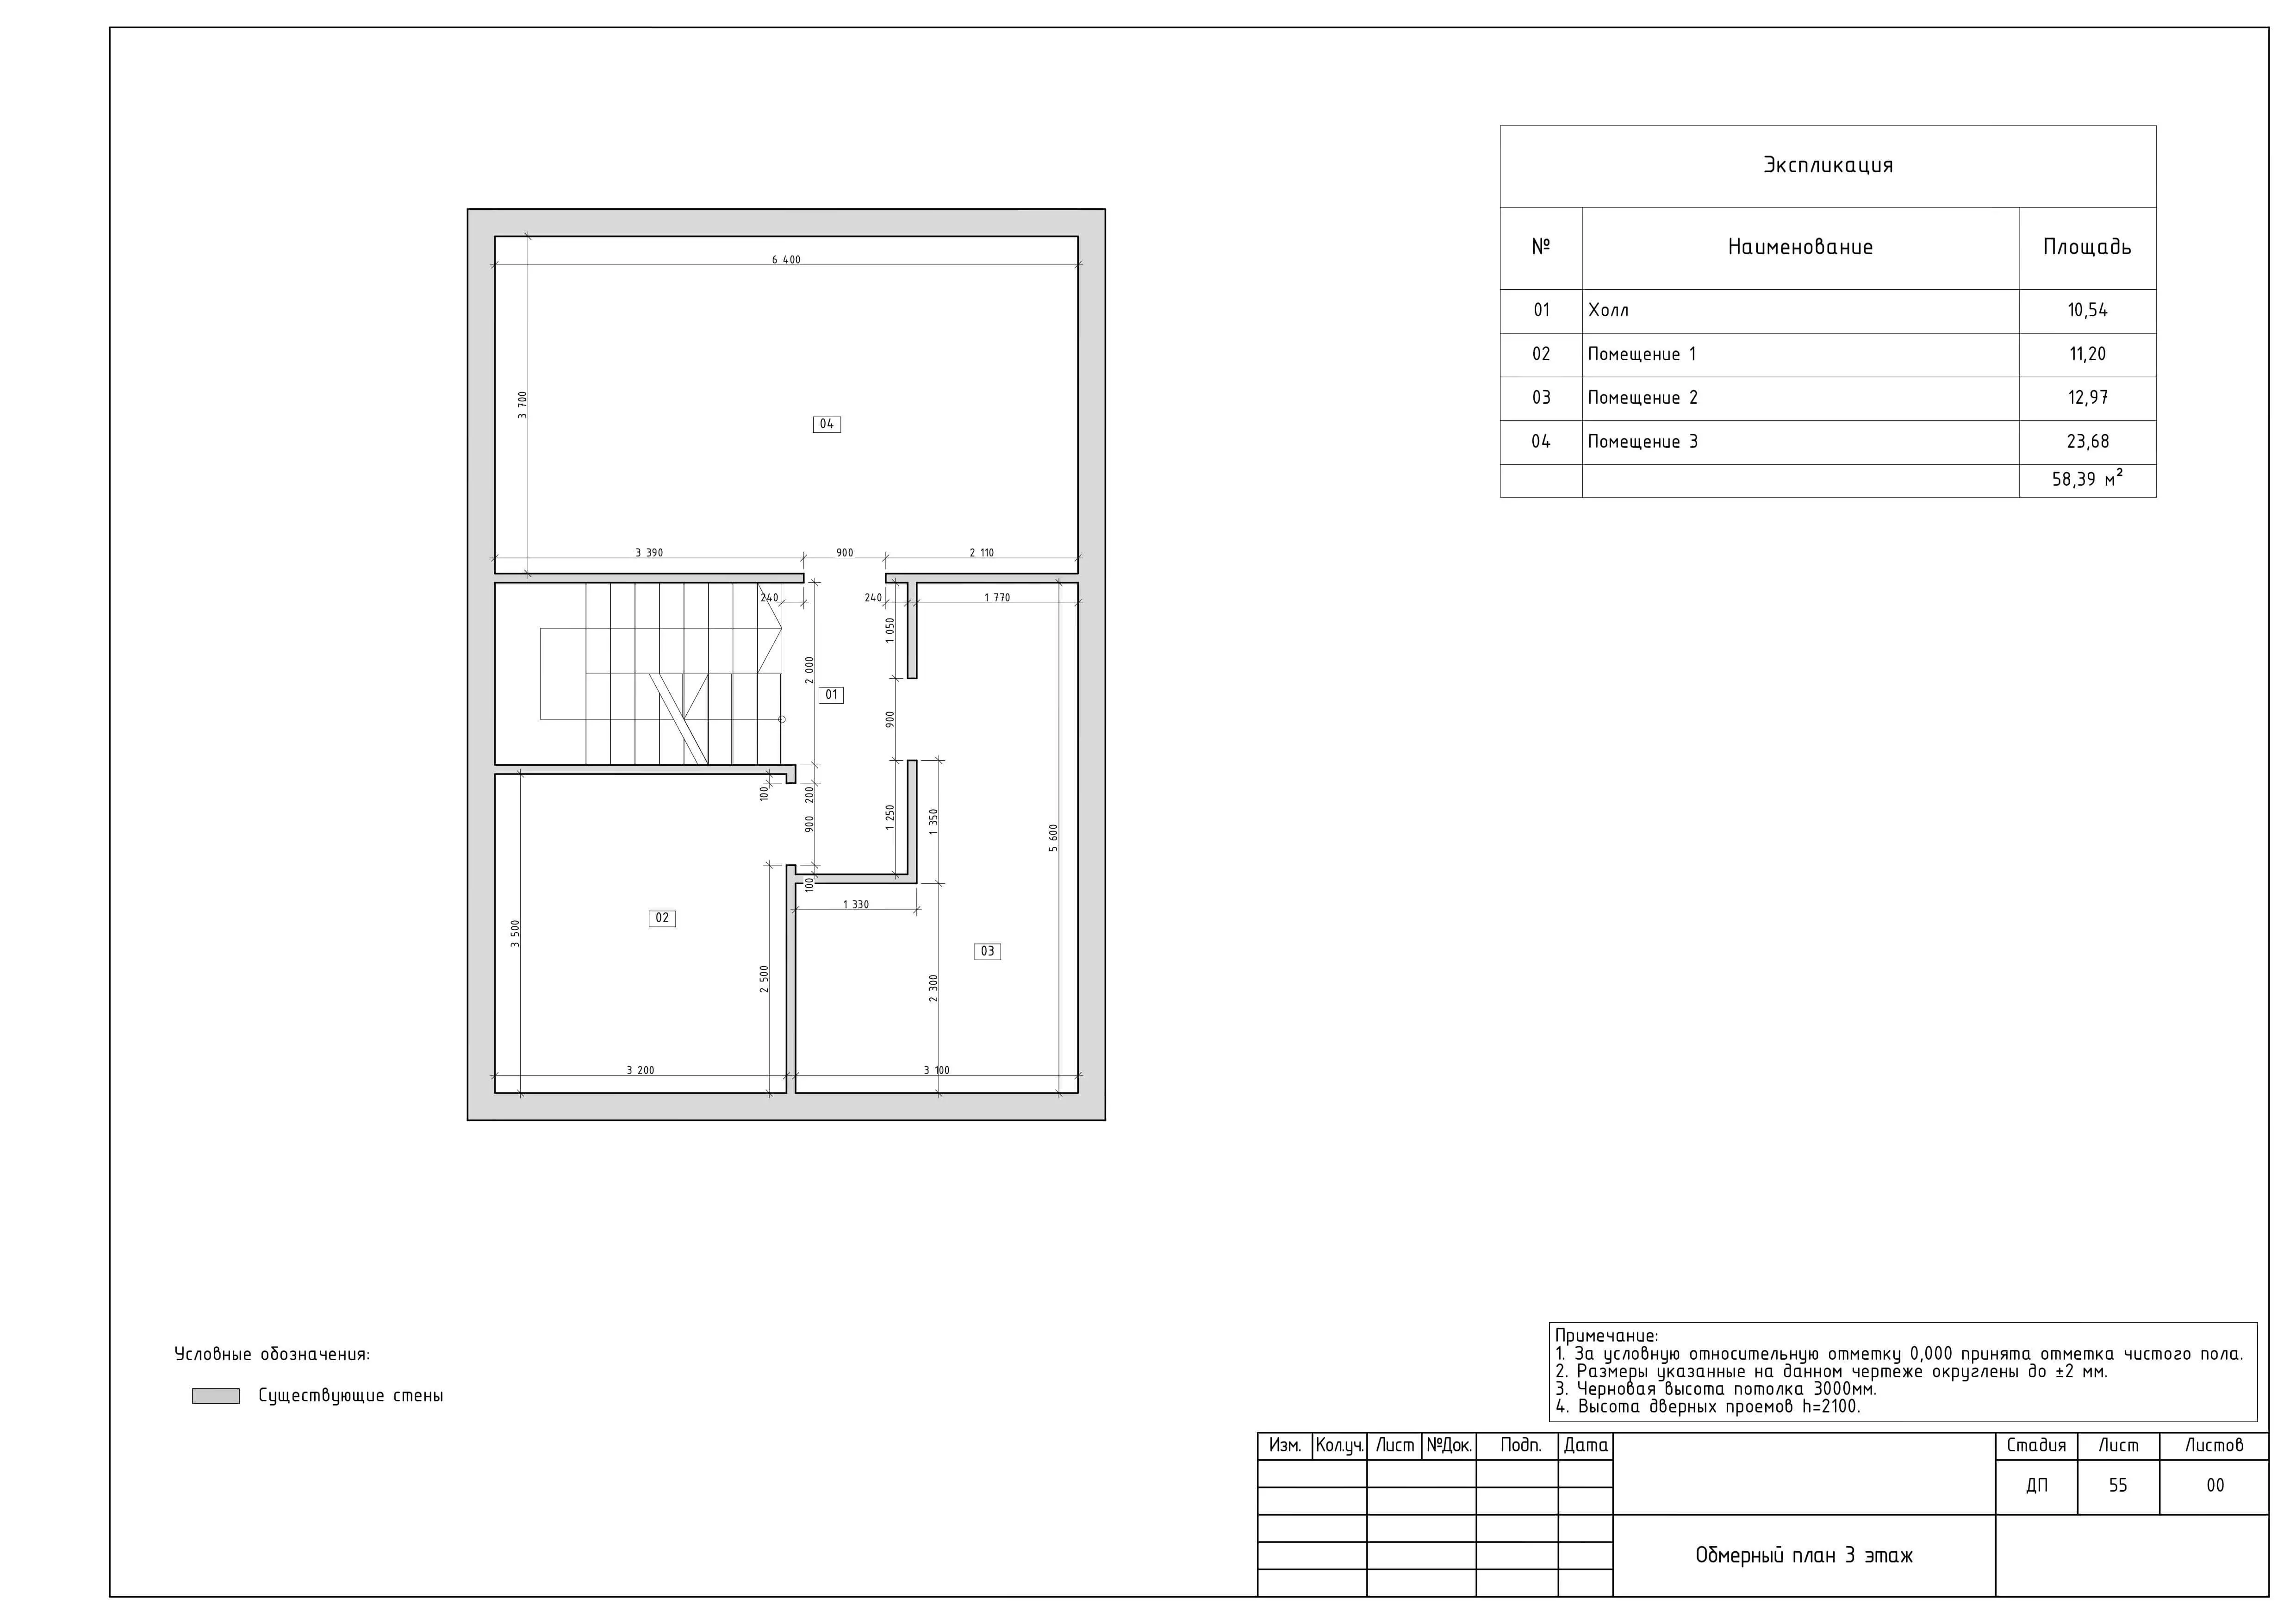 Экспликация
№ Наименование Площадь
01 Холл 10,54
02 Помещение 1 11,20
03 Помещение 2 12,97
04 Помещение 3 23,68
58,39 м²
6 400
3 700
04
3 390 900 2 110
240 240 1 770
1 050
2 000
01
900
100 200
900
1 250
1 350
5 600
100
1 330
02
3 500
03
2 500
2 300
3 200 3 100
Условные обозначения:
Существующие стены
Примечание:
1. За условную относительную отметку 0,000 принята отметка чистого пола.
2. Размеры указанные на данном чертеже округлены до ±2 мм.
3. Черновая высота потолка 3000мм.
4. Высота дверных проемов h=2100.
Изм. Кол.уч. Лист №Док. Подп. Дата Стадия Лист Листов
ДП 55 00
Обмерный план 3 этаж